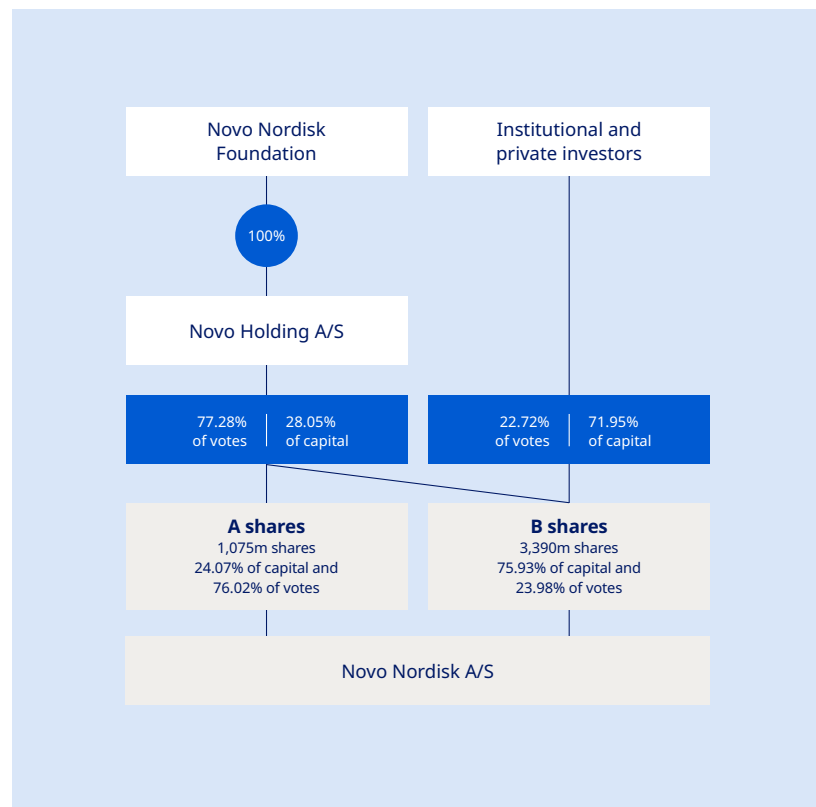 Novo Nordisk
Foundation
Institutional and
private investors
100%
Novo Holding A/S
77.28%
of votes
28.05%
of capital
22.72%
of votes
71.95%
of capital
A shares
1,075m shares
24.07% of capital and
76.02% of votes
B shares
3,390m shares
75.93% of capital and
23.98% of votes
Novo Nordisk A/S